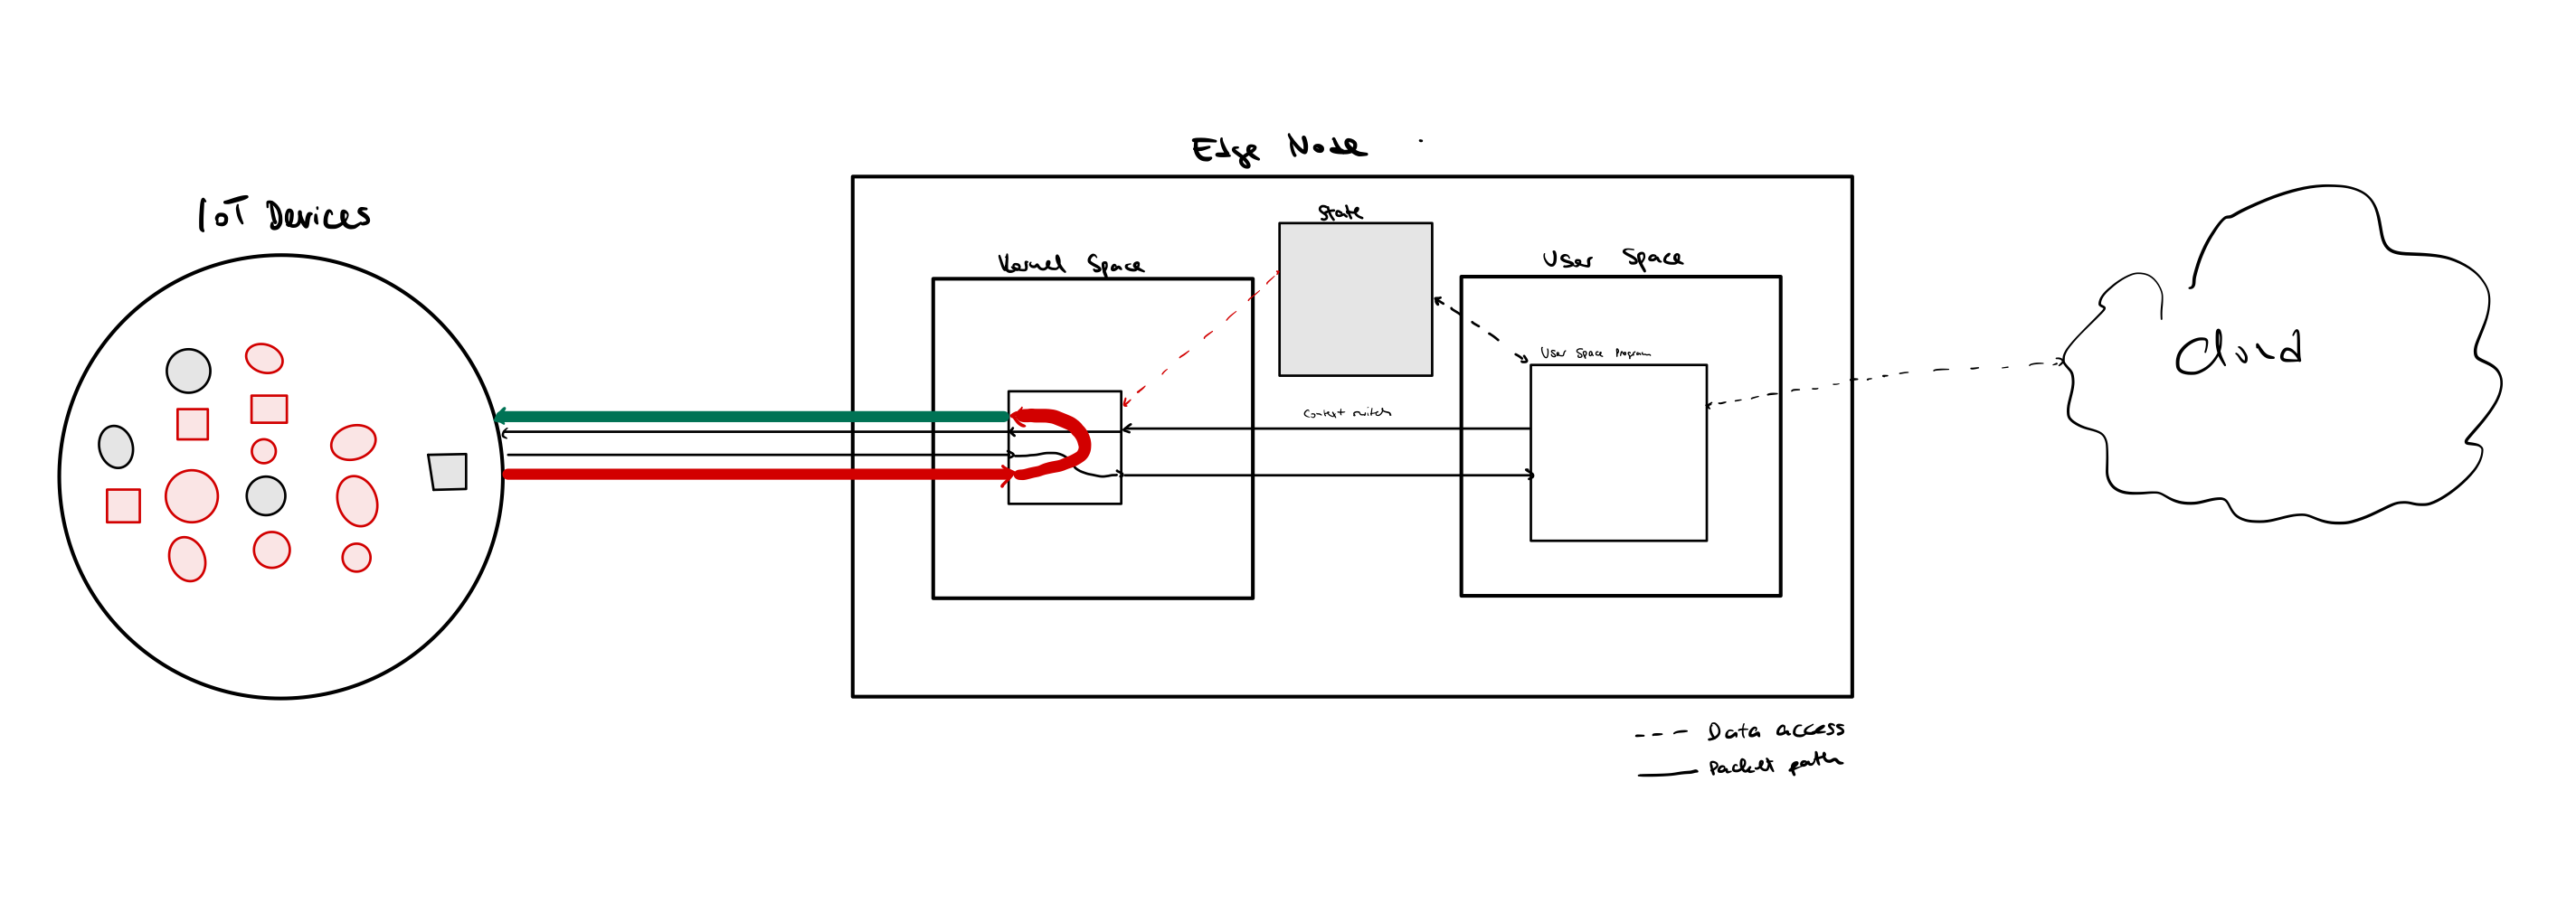 Edge Node
IoT Devices
State
Kernel Space
User Space
User Space Program
Cloud
Context switch
Data access
Packet path